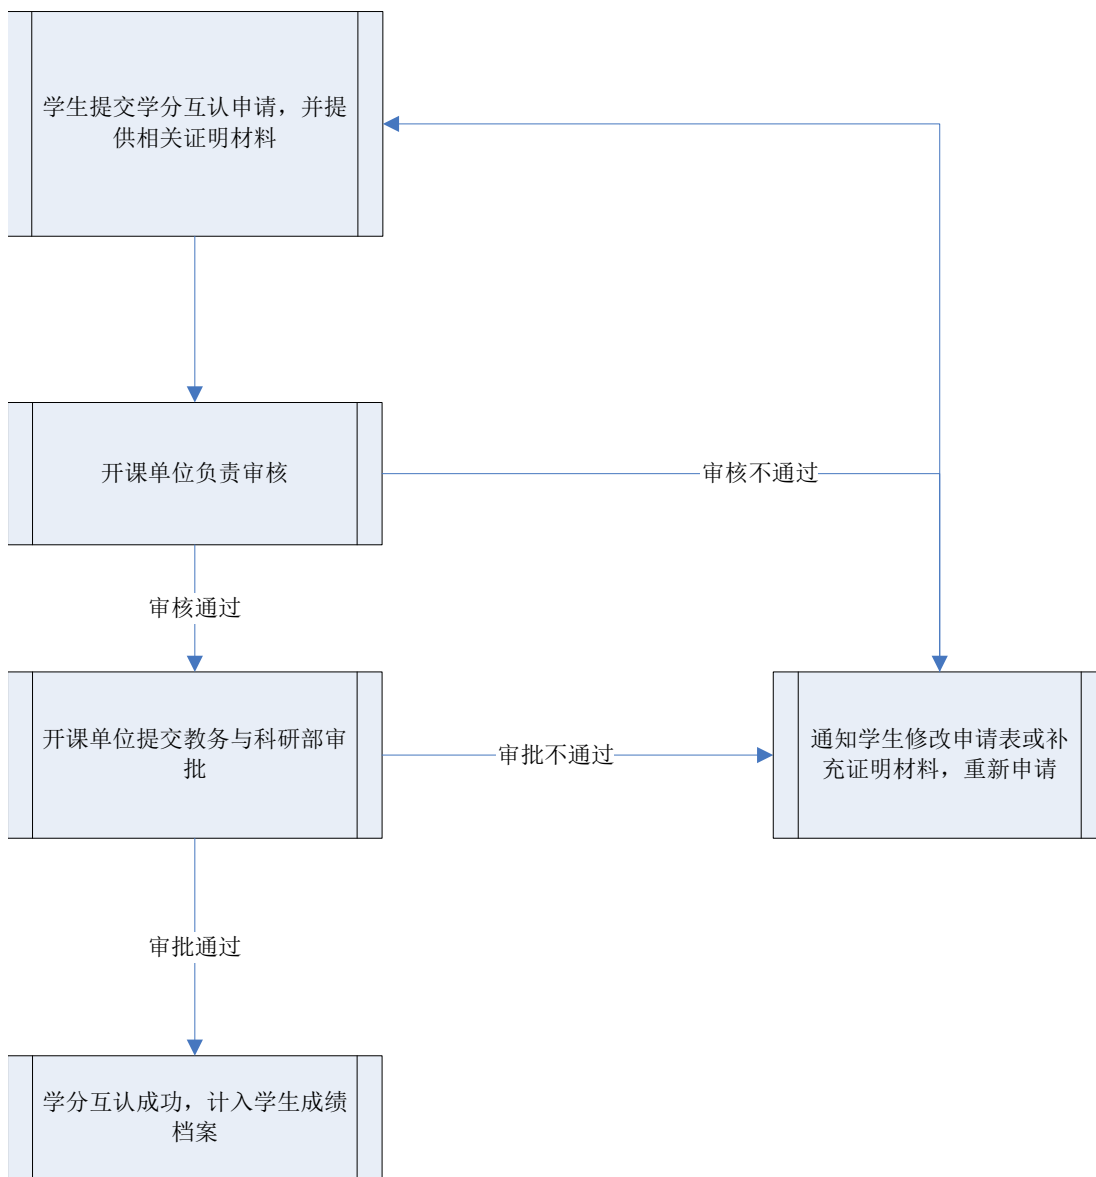 学生提交学分互认申请，并提
供相关证明材料
开课单位负责审核
审核不通过
审核通过
开课单位提交教务与科研部审
批
审批不通过
通知学生修改申请表或补
充证明材料，重新申请
审批通过
学分互认成功，计入学生成绩
档案